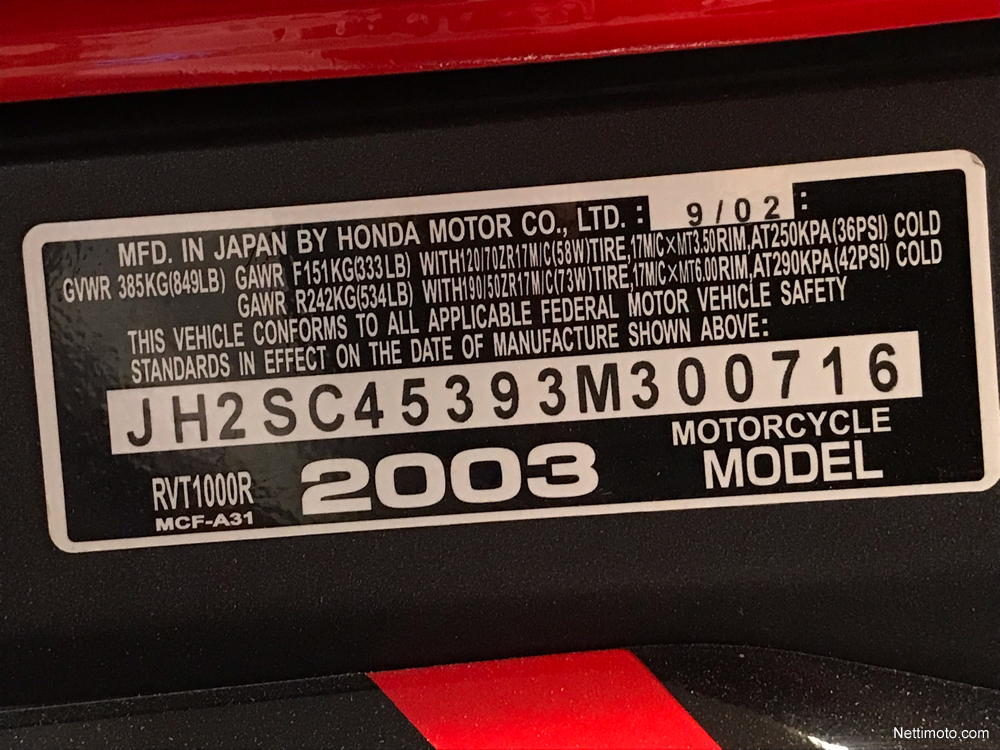 MFD. IN JAPAN BY HONDA MOTOR CO., LTD. : 9/02 :
GVWR 385KG(849LB) GAWR F151KG(333LB) WITH120/70ZR17M/C(58W)TIRE,17M/C×MT3.50RIM,AT250KPA(36PSI) COLD
GAWR R242KG(534LB) WITH190/50ZR17M/C(73W)TIRE,17M/C×MT6.00RIM,AT290KPA(42PSI) COLD
THIS VEHICLE CONFORMS TO ALL APPLICABLE FEDERAL MOTOR VEHICLE SAFETY
STANDARDS IN EFFECT ON THE DATE OF MANUFACTURE SHOWN ABOVE:
JH2SC45393M300716
RVT1000R
MCF-A31
2003
MOTORCYCLE
MODEL
Nettimoto.com